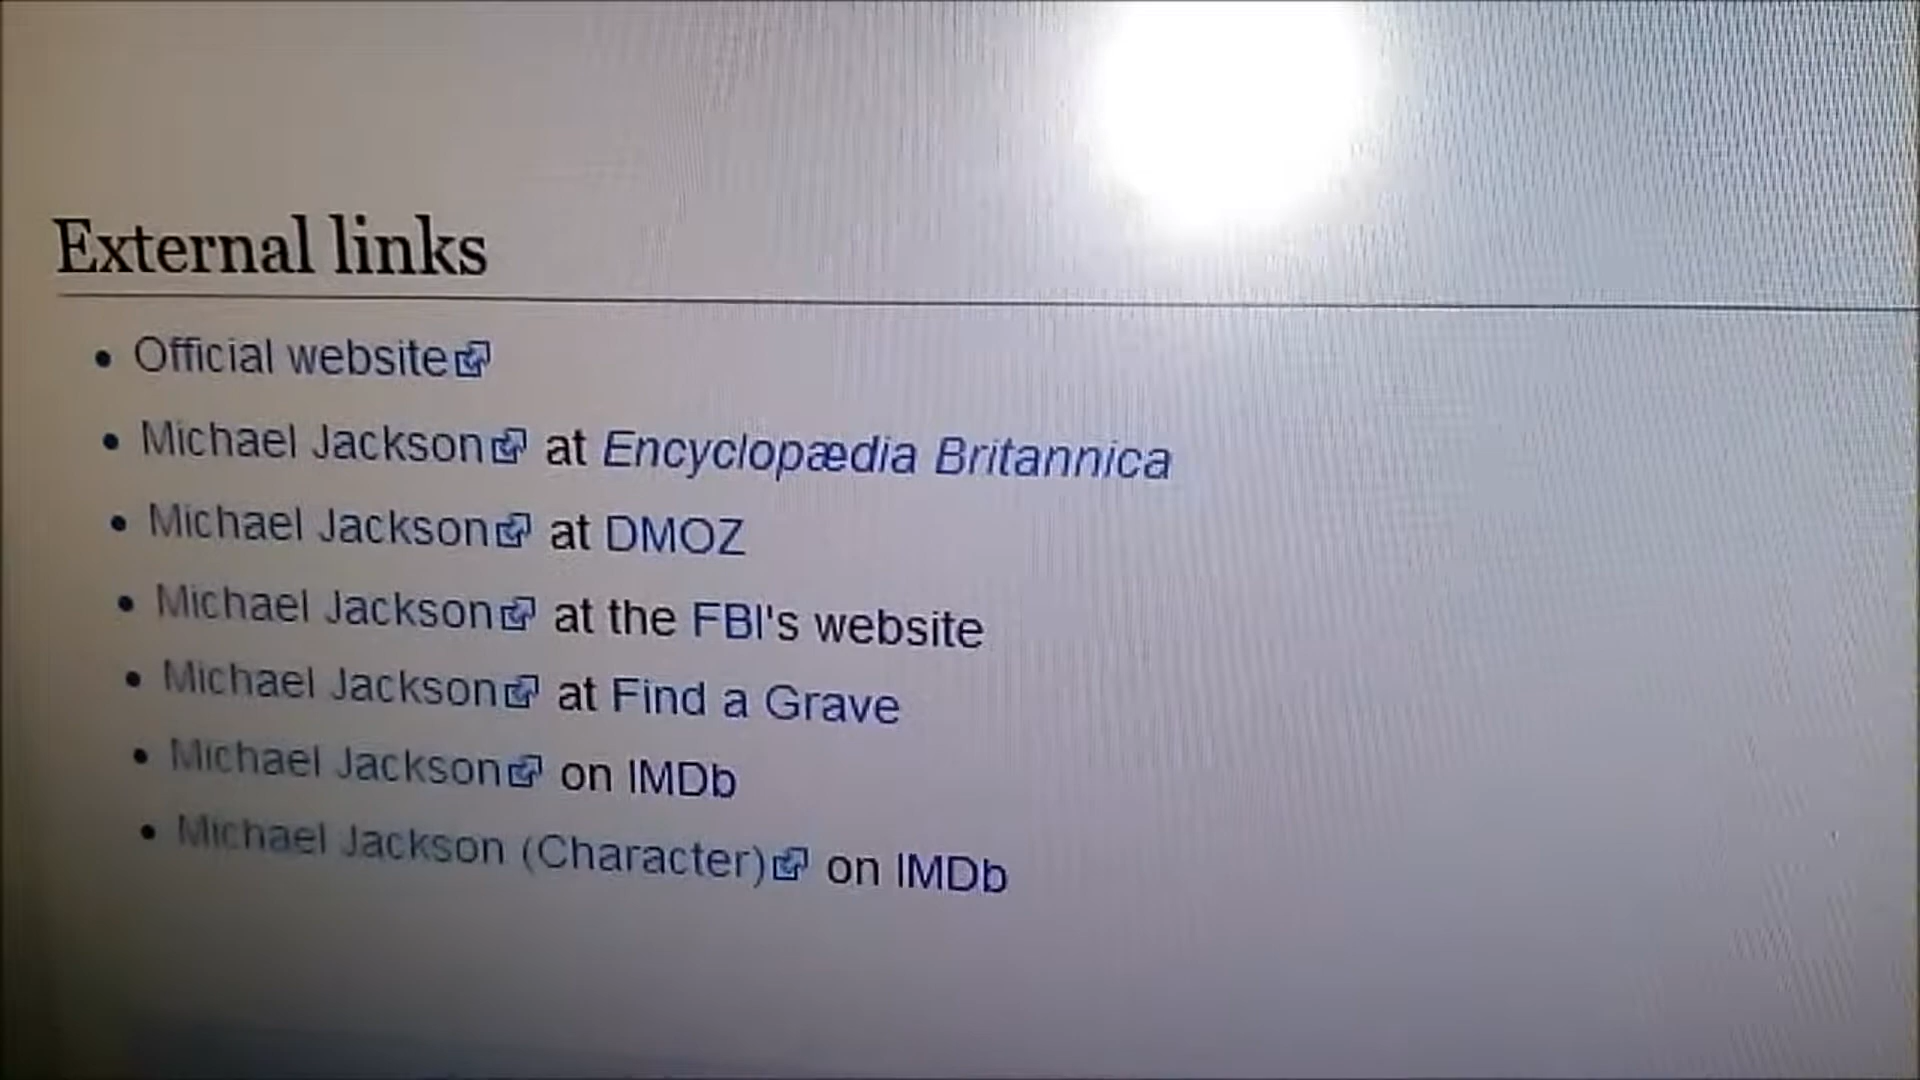 External links
Official website
Michael Jackson at Encyclopædia Britannica
Michael Jackson at DMOZ
Michael Jackson at the FBI's website
Michael Jackson at Find a Grave
Michael Jackson on IMDb
Michael Jackson (Character) on IMDb